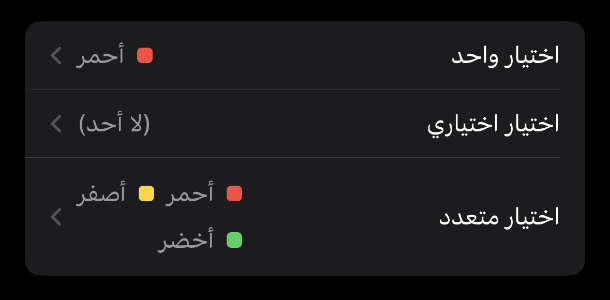 اختيار واحد أحمر
اختيار اختياري (لا أحد)
اختيار متعدد
أحمر أصفر
أخضر